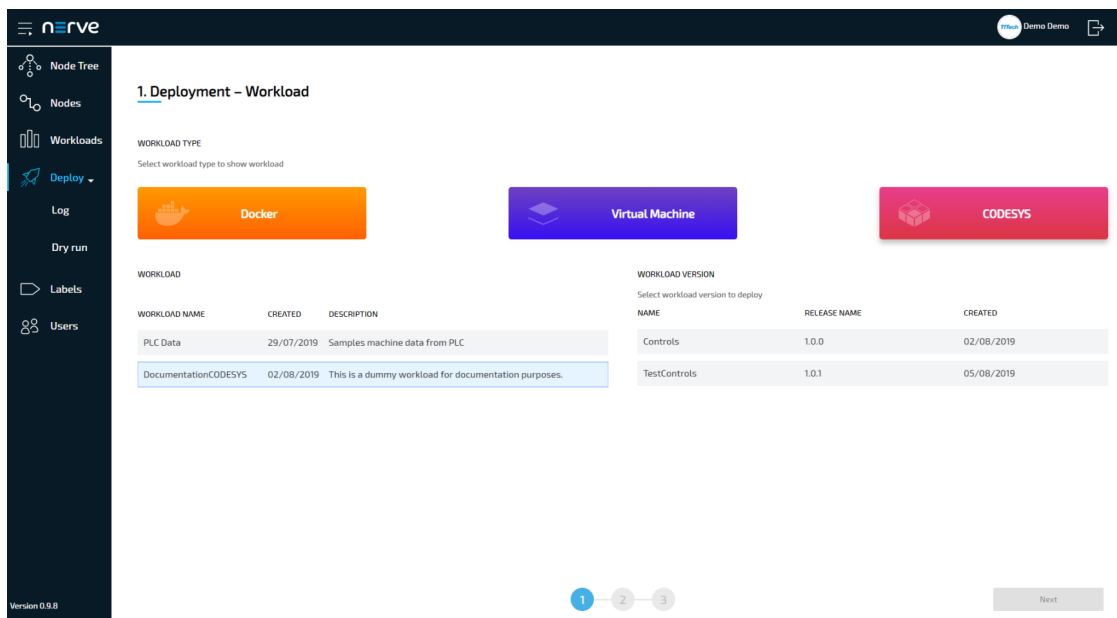 nerve
TTTech Demo Demo
Node Tree
Nodes
Workloads
Deploy
Log
Dry run
Labels
Users
Version 0.9.8
1. Deployment – Workload
WORKLOAD TYPE
Select workload type to show workload
Docker
Virtual Machine
CODESYS
WORKLOAD
WORKLOAD NAME CREATED DESCRIPTION
PLC Data 29/07/2019 Samples machine data from PLC
DocumentationCODESYS 02/08/2019 This is a dummy workload for documentation purposes.
WORKLOAD VERSION
Select workload version to deploy
NAME RELEASE NAME CREATED
Controls 1.0.0 02/08/2019
TestControls 1.0.1 05/08/2019
1 2 3
Next